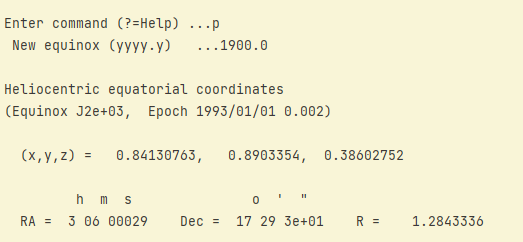 Enter command (?=Help) ...p
New equinox (yyyy.y)   ...1900.0
Heliocentric equatorial coordinates
(Equinox J2e+03,  Epoch 1993/01/01 0.002)
(x,y,z) =   0.84130763,   0.8903354,  0.38602752
h  m  s               o  '  "
RA =  3 06 00029    Dec =  17 29 3e+01    R =    1.2843336